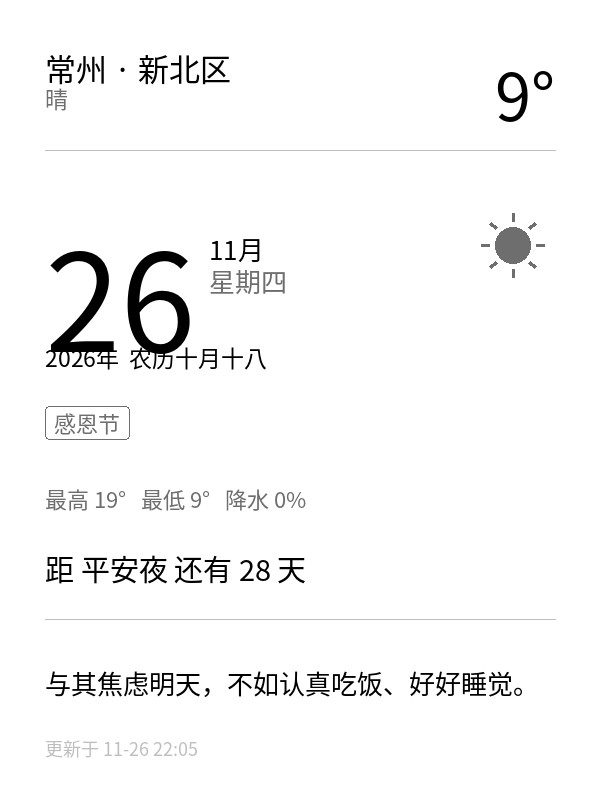 常州 · 新北区
晴
9°
26
11月
星期四
2026年 农历十月十八
感恩节
最高 19° 最低 9° 降水 0%
距 平安夜 还有 28 天
与其焦虑明天，不如认真吃饭、好好睡觉。
更新于 11-26 22:05